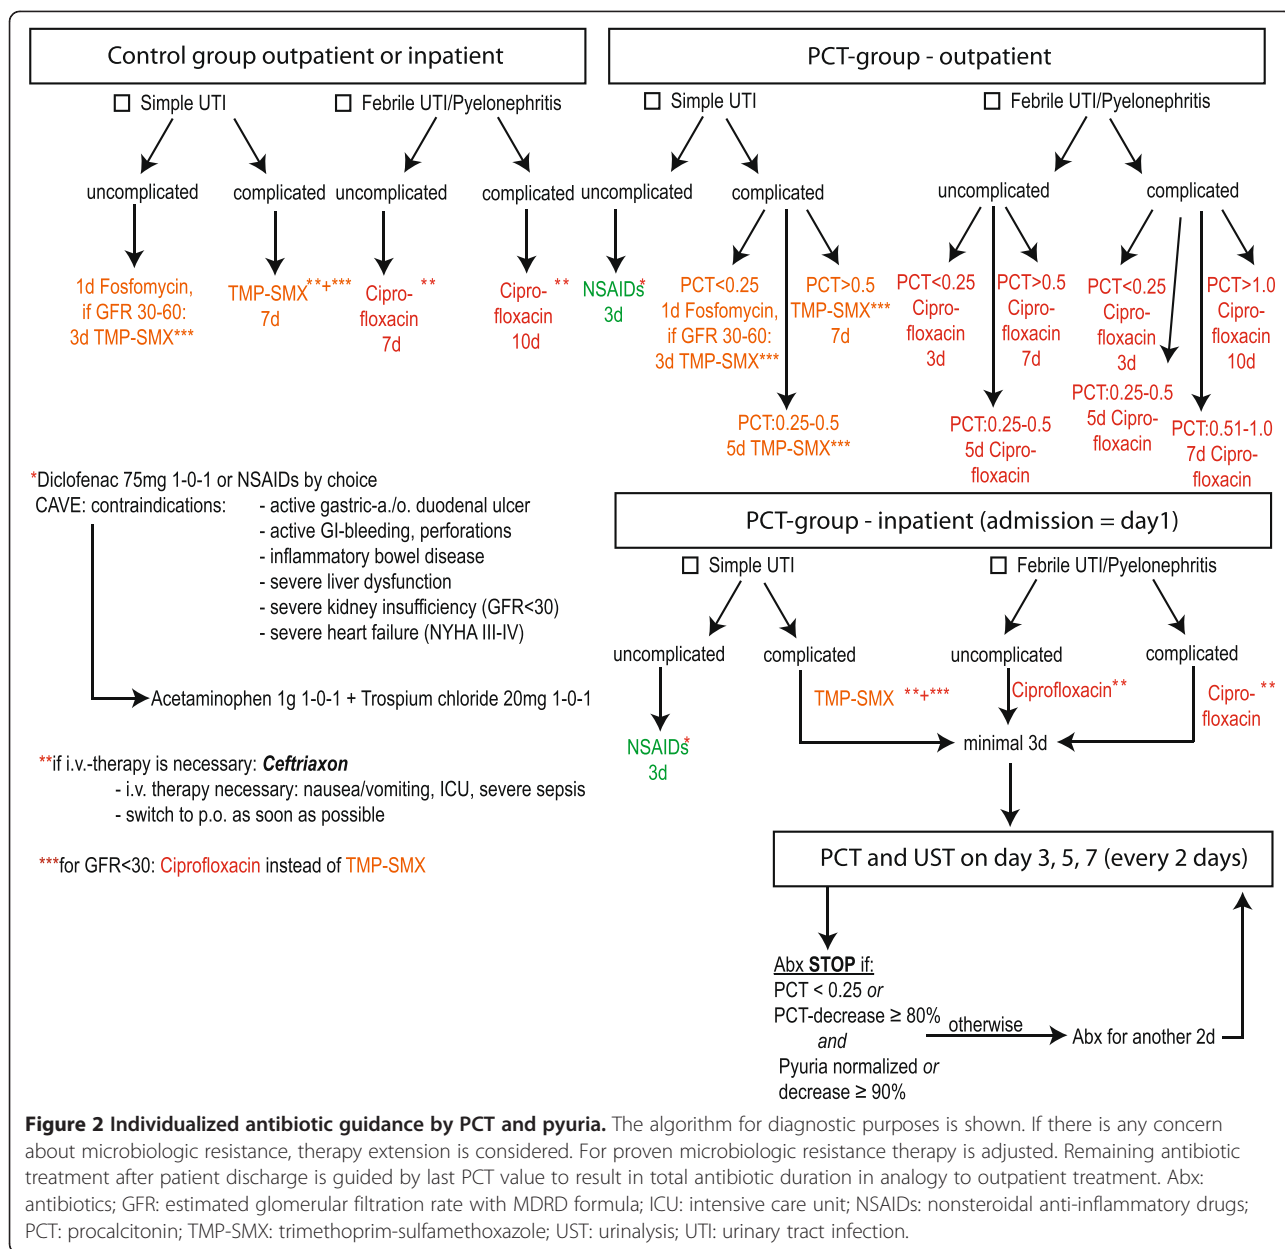 Control group outpatient or inpatient
Simple UTI
Febrile UTI/Pyelonephritis
uncomplicated
complicated
uncomplicated
complicated
1d Fosfomycin,
if GFR 30-60:
3d TMP-SMX***
TMP-SMX**+***
7d
Cipro- **
floxacin
7d
Cipro- **
floxacin
10d
PCT-group - outpatient
Simple UTI
Febrile UTI/Pyelonephritis
uncomplicated
complicated
uncomplicated
complicated
NSAIDs*
3d
PCT<0.25
1d Fosfomycin,
if GFR 30-60:
3d TMP-SMX***
PCT>0.5
TMP-SMX***
7d
PCT:0.25-0.5
5d TMP-SMX***
PCT<0.25
Cipro-
floxacin
3d
PCT>0.5
Cipro-
floxacin
7d
PCT:0.25-0.5
5d Cipro-
floxacin
PCT<0.25
Cipro-
floxacin
3d
PCT>1.0
Cipro-
floxacin
10d
PCT:0.25-0.5
5d Cipro-
floxacin
PCT:0.51-1.0
7d Cipro-
floxacin
*Diclofenac 75mg 1-0-1 or NSAIDs by choice
CAVE: contraindications:
- active gastric-a./o. duodenal ulcer
- active GI-bleeding, perforations
- inflammatory bowel disease
- severe liver dysfunction
- severe kidney insufficiency (GFR<30)
- severe heart failure (NYHA III-IV)
Acetaminophen 1g 1-0-1 + Trospium chloride 20mg 1-0-1
**if i.v.-therapy is necessary: Ceftriaxon
- i.v. therapy necessary: nausea/vomiting, ICU, severe sepsis
- switch to p.o. as soon as possible
***for GFR<30: Ciprofloxacin instead of TMP-SMX
PCT-group - inpatient (admission = day1)
Simple UTI
Febrile UTI/Pyelonephritis
uncomplicated
complicated
uncomplicated
complicated
NSAIDs*
3d
TMP-SMX **+***
Ciprofloxacin**
Cipro- **
floxacin
minimal 3d
PCT and UST on day 3, 5, 7 (every 2 days)
Abx STOP if:
PCT < 0.25 or
PCT-decrease ≥ 80%
and
Pyuria normalized or
decrease ≥ 90%
otherwise
Abx for another 2d
Figure 2 Individualized antibiotic guidance by PCT and pyuria. The algorithm for diagnostic purposes is shown. If there is any concern
about microbiologic resistance, therapy extension is considered. For proven microbiologic resistance therapy is adjusted. Remaining antibiotic
treatment after patient discharge is guided by last PCT value to result in total antibiotic duration in analogy to outpatient treatment. Abx:
antibiotics; GFR: estimated glomerular filtration rate with MDRD formula; ICU: intensive care unit; NSAIDs: nonsteroidal anti-inflammatory drugs;
PCT: procalcitonin; TMP-SMX: trimethoprim-sulfamethoxazole; UST: urinalysis; UTI: urinary tract infection.